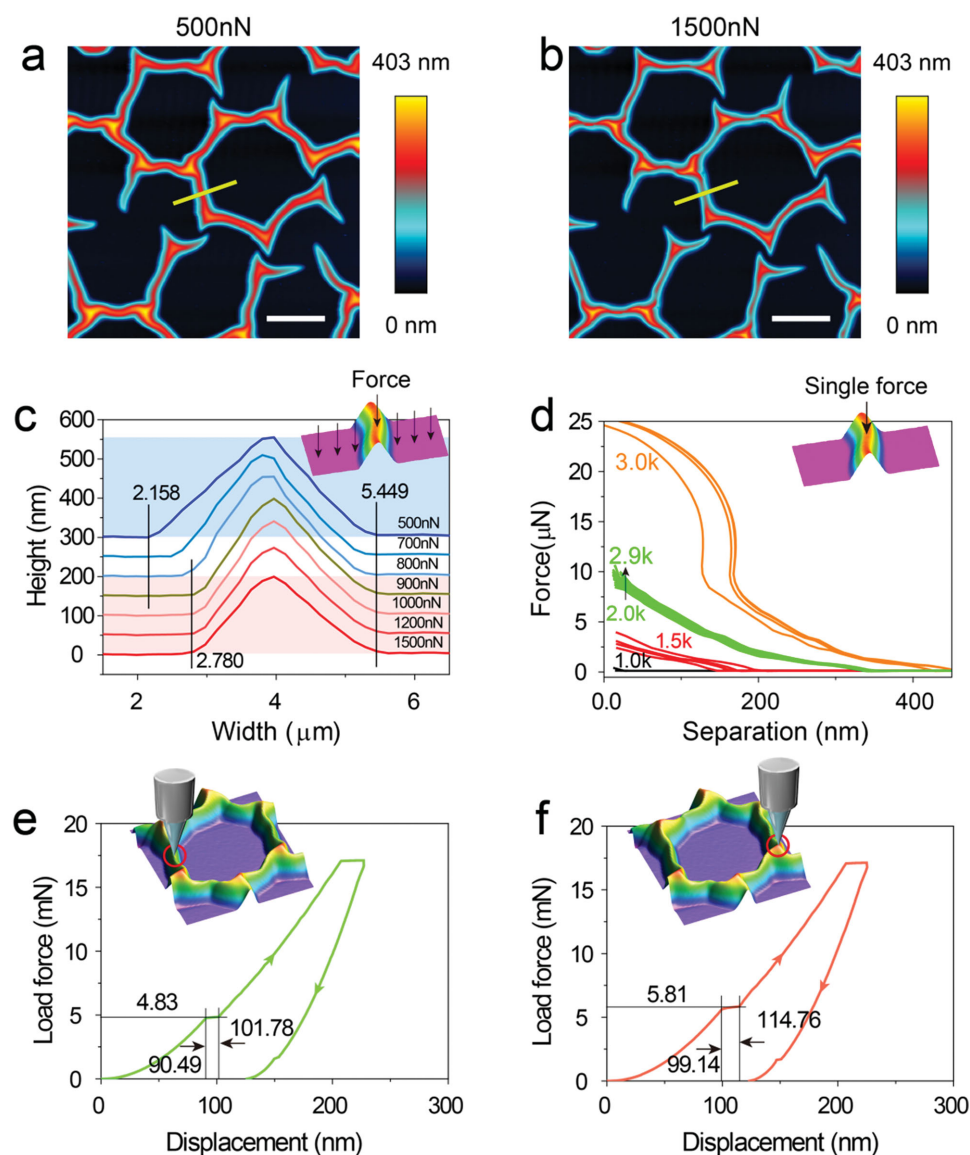 500nN
1500nN
a
403 nm
0 nm
b
403 nm
0 nm
c
Force
600
500
400
300
200
100
0
Height (nm)
2.158
5.449
2.780
500nN
700nN
800nN
900nN
1000nN
1200nN
1500nN
2
4
6
Width (μm)
d
Single force
25
20
15
10
5
0
Force(μN)
3.0k
2.9k
2.0k
1.5k
1.0k
0.0
200
400
Separation (nm)
e
20
15
10
5
0
Load force (mN)
4.83
101.78
90.49
0
100
200
300
Displacement (nm)
f
20
15
10
5
0
Load force (mN)
5.81
114.76
99.14
0
100
200
300
Displacement (nm)